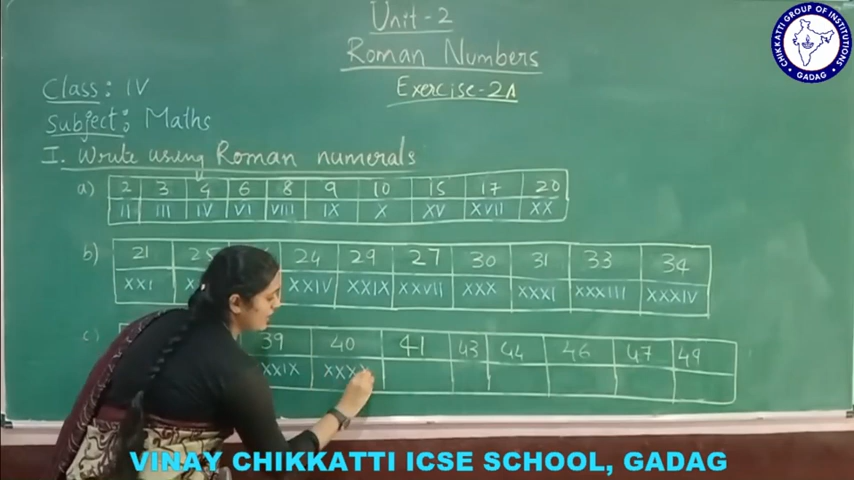 Unit-2
Roman Numbers
Exercise-2A
Class: IV
Subject: Maths
I. Write using Roman numerals
a) 2 3 4 6 8 9 10 15 17 20
II III IV VI VIII IX X XV XVII XX
b) 21 25 24 29 27 30 31 33 34
XXI XXIV XXIX XXVII XXX XXXI XXXIII XXXIV
c) 39 40 41 43 44 46 47 49
XXIX XXXX
CHIKKATTI GROUP OF INSTITUTIONS
GADAG
VINAY CHIKKATTI ICSE SCHOOL, GADAG